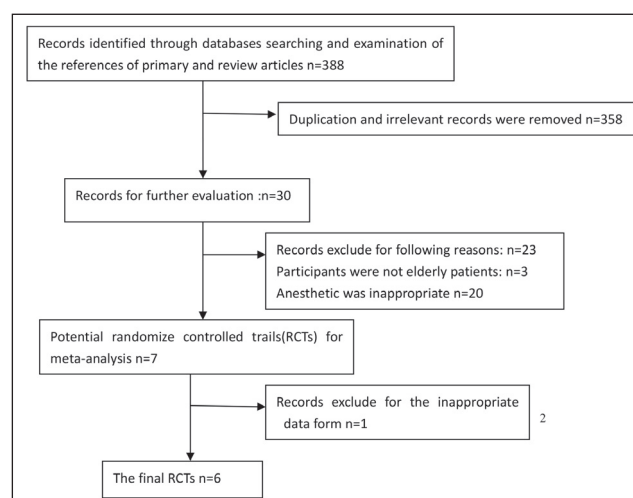 Records identified through databases searching and examination of
the references of primary and review articles n=388
Duplication and irrelevant records were removed n=358
Records for further evaluation :n=30
Records exclude for following reasons: n=23
Participants were not elderly patients: n=3
Anesthetic was inappropriate n=20
Potential randomize controlled trails(RCTs) for
meta-analysis n=7
Records exclude for the inappropriate
data form n=1
2
The final RCTs n=6